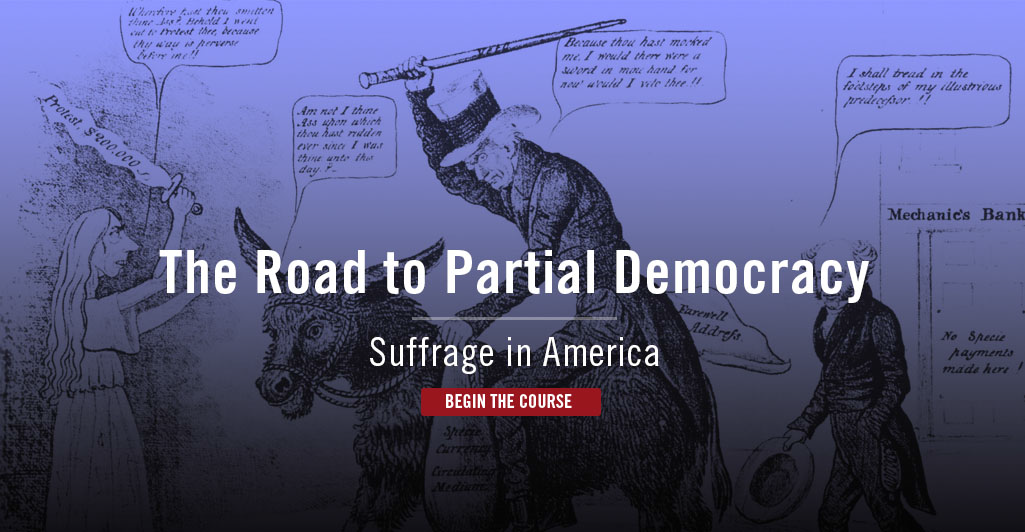 Wherefore hast thou smitten
thine Ass?. Behold I went
out to Protest thee, because
this way is perverse
before me!!
Protest, $200.000
Am not I thine
Ass upon which
thou hast ridden
ever since I was
thine unto this
day.?_
VETO
Because thou hast mocked
me, I would there were a
sword in mine hand for
now would I veto thee.!!
I shall tread in the
footsteps of my illustrious
predecessor !!
Mechanic's Bank
The Road to Partial Democracy
Suffrage in America
BEGIN THE COURSE
Farewell
Address.
No Specie
payments
made here !
Specie
Currency
Circulating
Medium